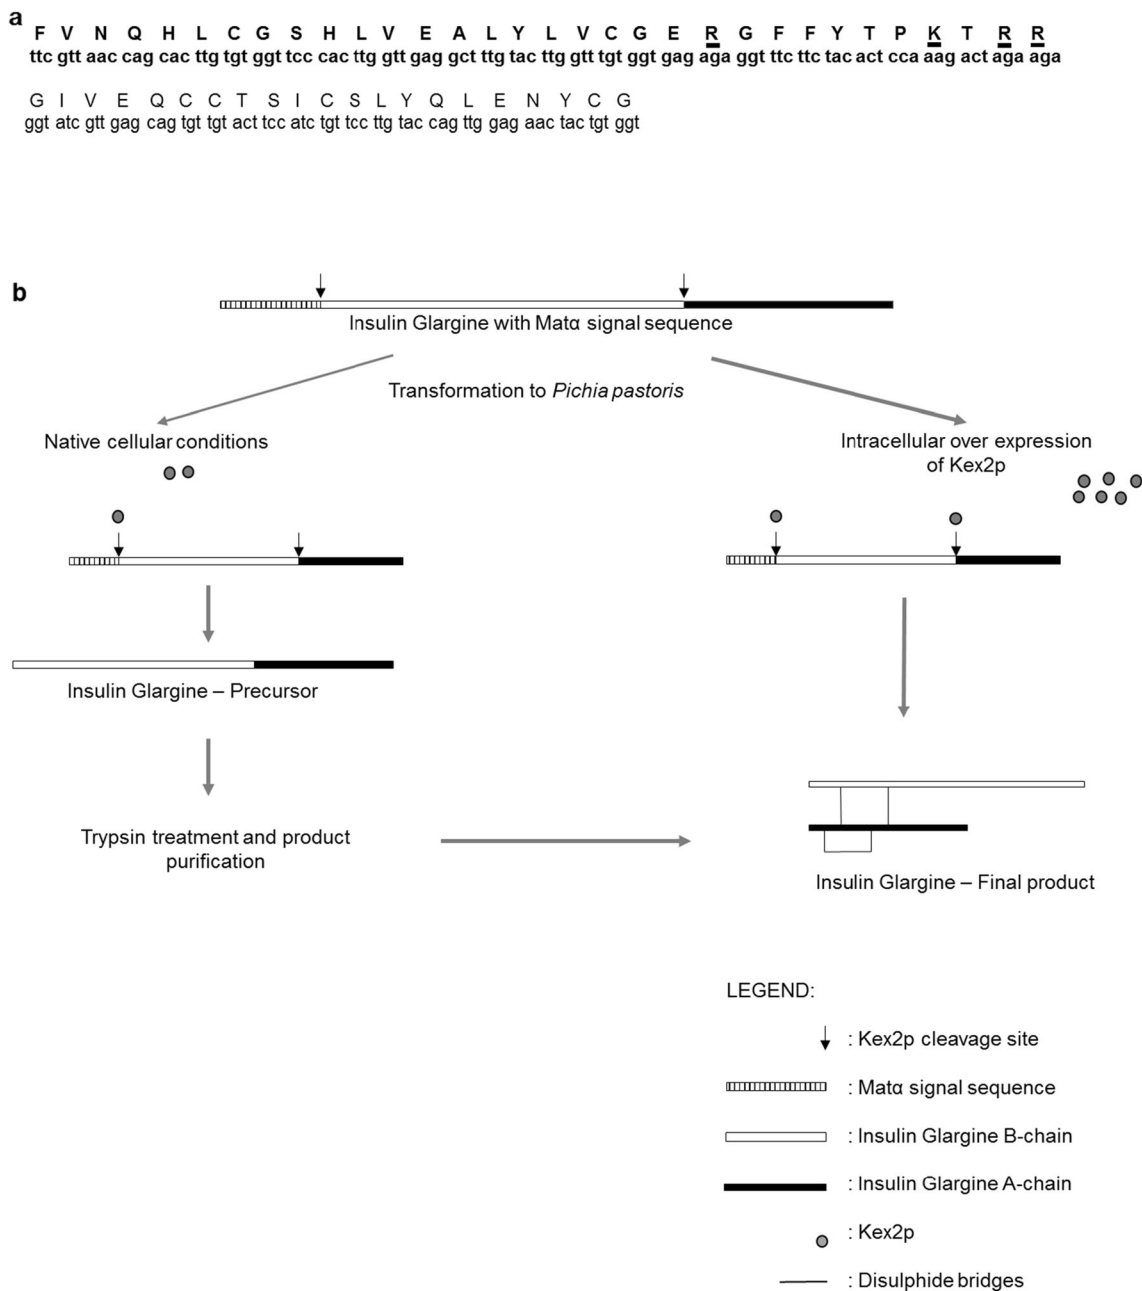 a
F V N Q H L C G S H L V E A L Y L V C G E R G F F Y T P K T R R
ttc gtt aac cag cac ttg tgt ggt tcc cac ttg gtt gag gct ttg tac ttg gtt tgt ggt gag aga ggt ttc ttc tac act cca aag act aga aga
G I V E Q C C T S I C S L Y Q L E N Y C G
ggt atc gtt gag cag tgt tgt act tcc atc tgt tcc ttg tac cag ttg gag aac tac tgt ggt
b
Insulin Glargine with Matα signal sequence
Transformation to Pichia pastoris
Native cellular conditions
Intracellular over expression
of Kex2p
Insulin Glargine – Precursor
Trypsin treatment and product
purification
Insulin Glargine – Final product
LEGEND:
: Kex2p cleavage site
: Matα signal sequence
: Insulin Glargine B-chain
: Insulin Glargine A-chain
: Kex2p
: Disulphide bridges